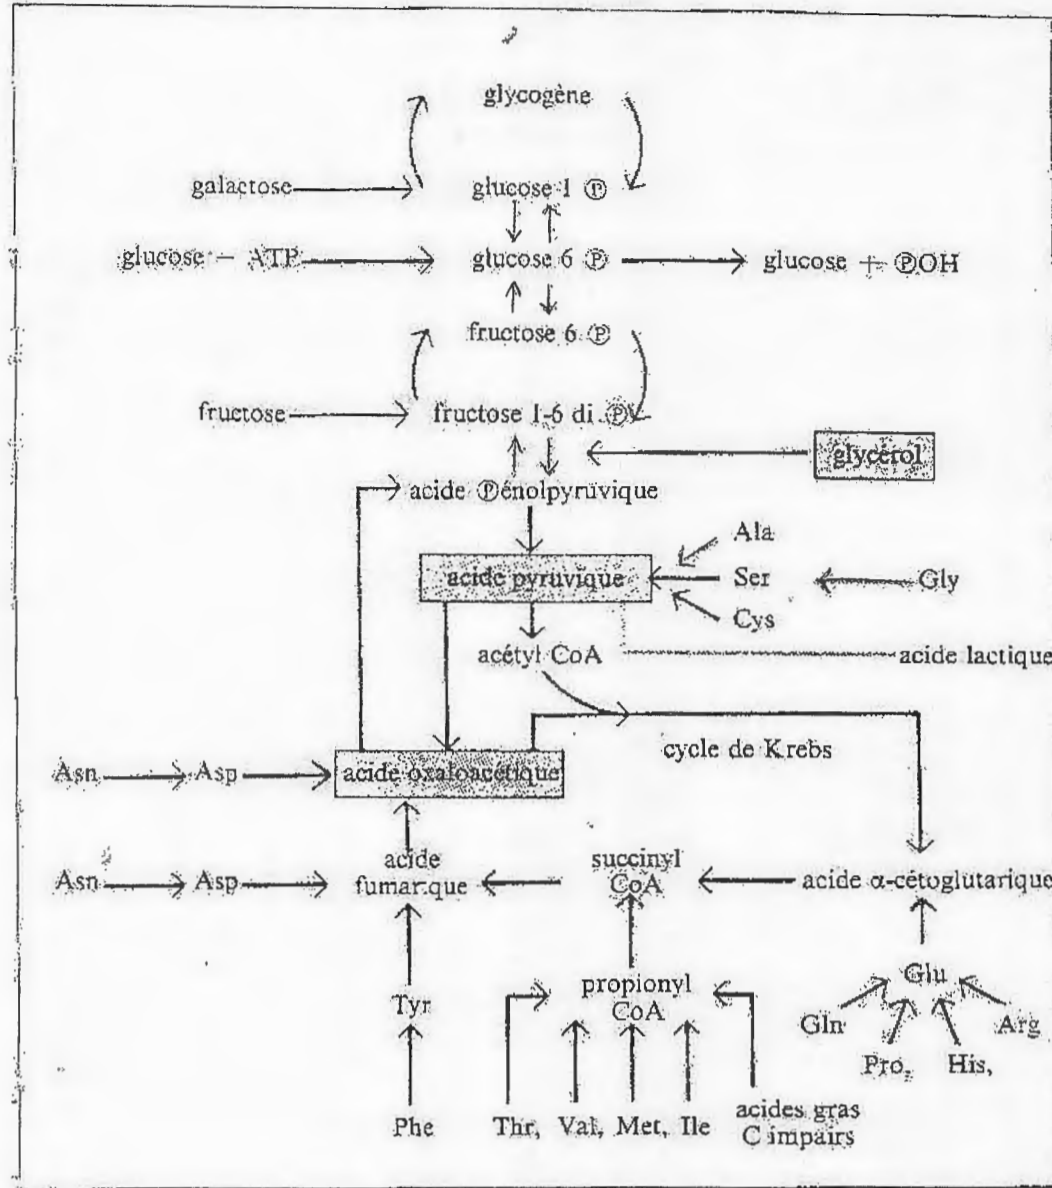 glycogène
galactose glucose 1 Ⓟ
glucose – ATP glucose 6 Ⓟ glucose + ⓅOH
fructose 6 Ⓟ
fructose fructose 1-6 di Ⓟ
glycérol
acide Ⓟénolpyruvique
Ala
acide pyruvique Ser Gly
Cys
acétyl CoA acide lactique
cycle de Krebs
Asn Asp acide oxaloacétique
acide succinyl
Asn Asp fumarique CoA acide α-cétoglutarique
Glu
propionyl
Tyr CoA Gln Arg
Pro, His,
acides gras
Phe Thr, Val, Met, Ile C impairs